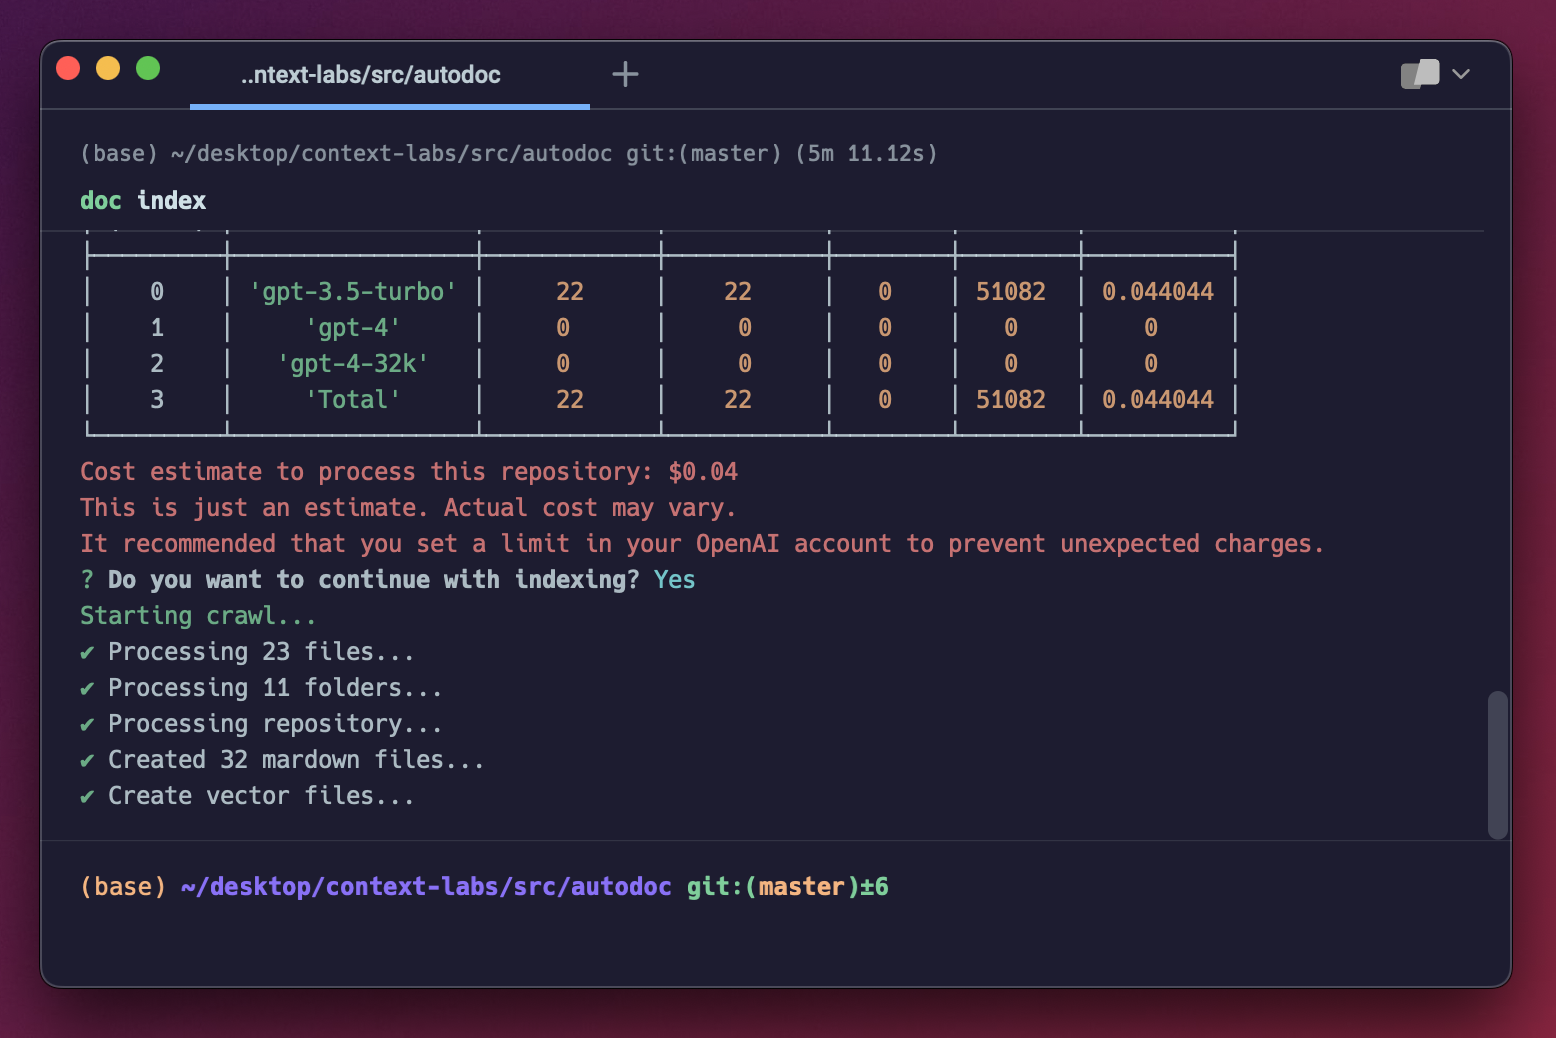 ..ntext-labs/src/autodoc
(base) ~/desktop/context-labs/src/autodoc git:(master) (5m 11.12s)
doc index
0 'gpt-3.5-turbo' 22 22 0 51082 0.044044
1 'gpt-4' 0 0 0 0 0
2 'gpt-4-32k' 0 0 0 0 0
3 'Total' 22 22 0 51082 0.044044
Cost estimate to process this repository: $0.04
This is just an estimate. Actual cost may vary.
It recommended that you set a limit in your OpenAI account to prevent unexpected charges.
? Do you want to continue with indexing? Yes
Starting crawl...
✔ Processing 23 files...
✔ Processing 11 folders...
✔ Processing repository...
✔ Created 32 mardown files...
✔ Create vector files...
(base) ~/desktop/context-labs/src/autodoc git:(master)±6